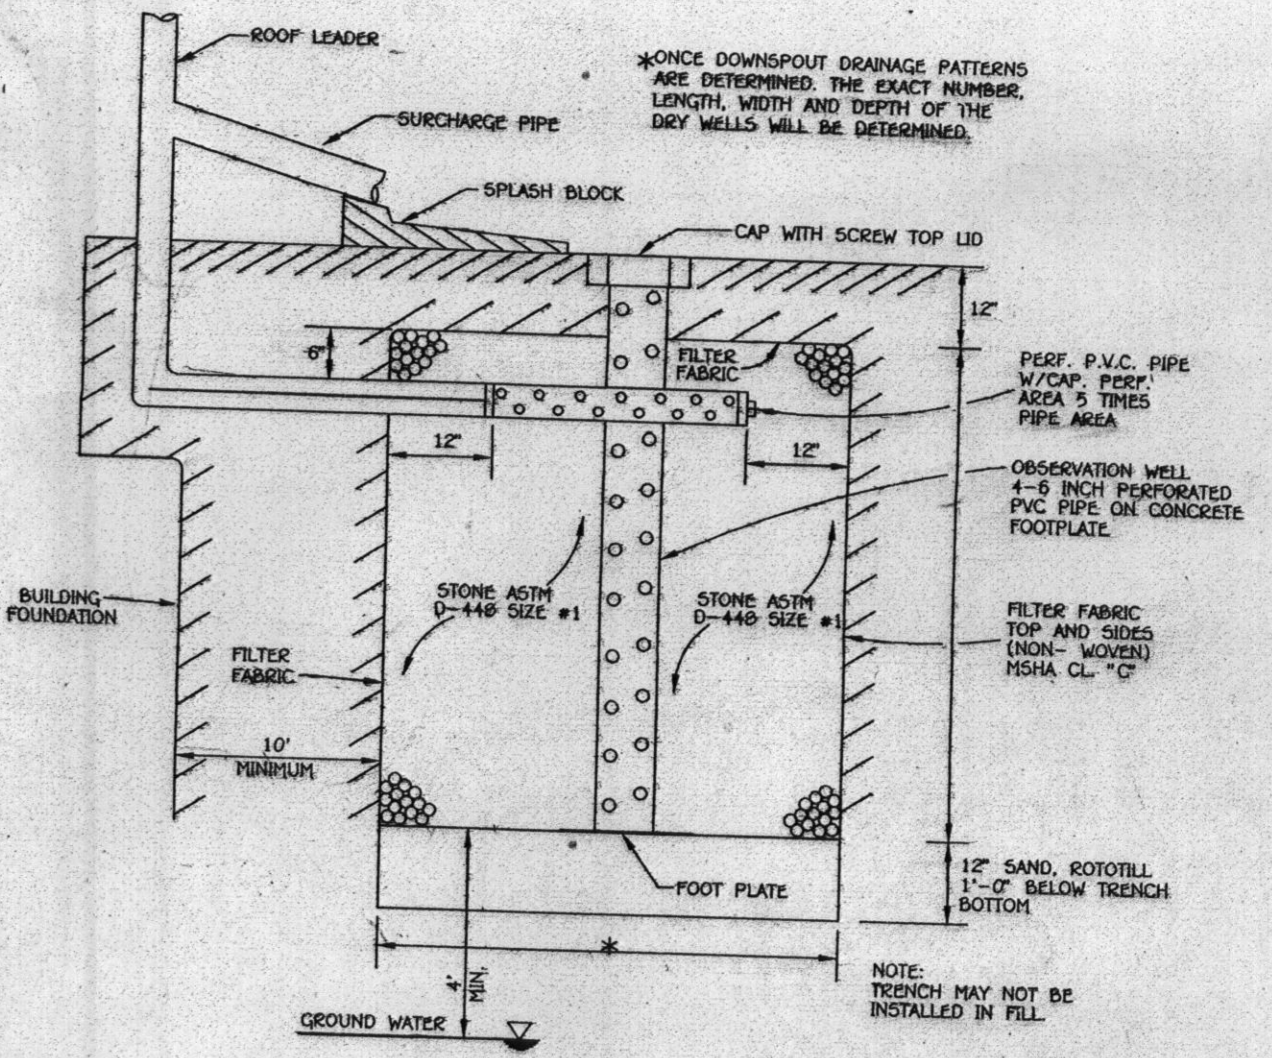 ROOF LEADER
*ONCE DOWNSPOUT DRAINAGE PATTERNS
ARE DETERMINED. THE EXACT NUMBER,
LENGTH, WIDTH AND DEPTH OF THE
DRY WELLS WILL BE DETERMINED.
SURCHARGE PIPE
SPLASH BLOCK
CAP WITH SCREW TOP LID
12"
6"
FILTER
FABRIC
PERF. P.V.C. PIPE
W/CAP. PERF.
AREA 5 TIMES
PIPE AREA
12"
12"
OBSERVATION WELL
4-6 INCH PERFORATED
PVC PIPE ON CONCRETE
FOOTPLATE
BUILDING
FOUNDATION
STONE ASTM
D-448 SIZE #1
STONE ASTM
D-448 SIZE #1
FILTER FABRIC
TOP AND SIDES
(NON- WOVEN)
MSHA CL. "C"
FILTER
FABRIC
10'
MINIMUM
FOOT PLATE
12" SAND, ROTOTILL
1'-0" BELOW TRENCH
BOTTOM
*
4'
MIN.
NOTE:
TRENCH MAY NOT BE
INSTALLED IN FILL.
GROUND WATER